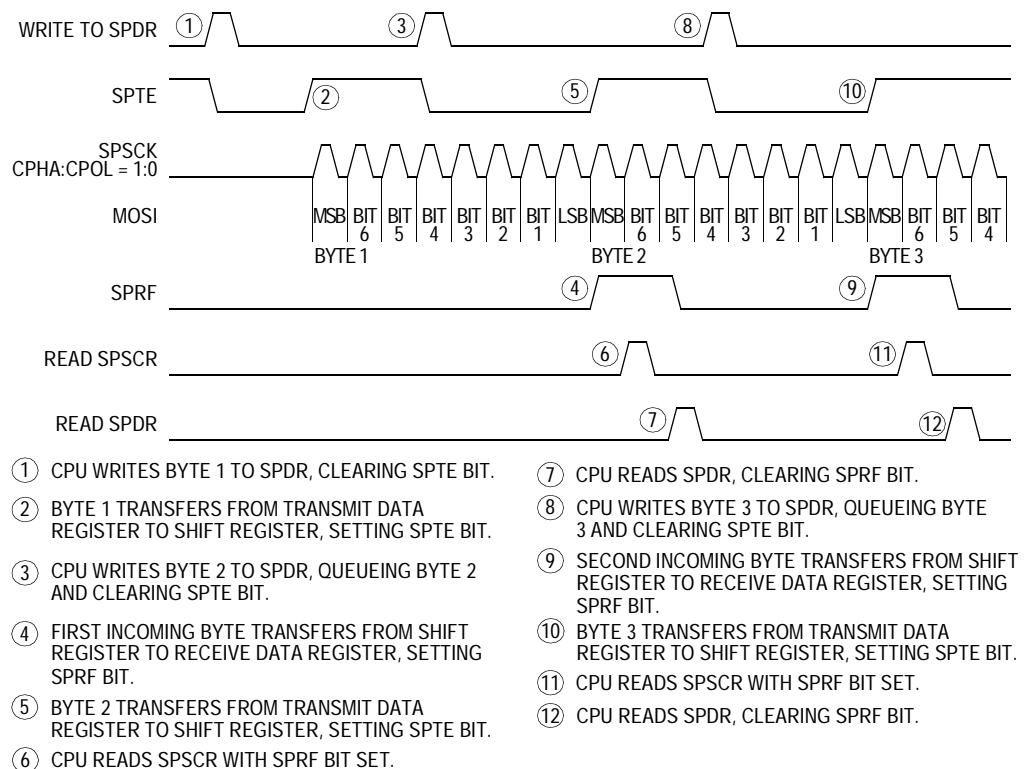 WRITE TO SPDR
1
3
8
SPTE
2
5
10
SPSCK
CPHA:CPOL = 1:0
MOSI
MSB BIT 6 BIT 5 BIT 4 BIT 3 BIT 2 BIT 1 LSB MSB BIT 6 BIT 5 BIT 4 BIT 3 BIT 2 BIT 1 LSB MSB BIT 6 BIT 5 BIT 4
BYTE 1
BYTE 2
BYTE 3
SPRF
4
9
READ SPSCR
6
11
READ SPDR
7
12
1 CPU WRITES BYTE 1 TO SPDR, CLEARING SPTE BIT.
2 BYTE 1 TRANSFERS FROM TRANSMIT DATA
REGISTER TO SHIFT REGISTER, SETTING SPTE BIT.
3 CPU WRITES BYTE 2 TO SPDR, QUEUEING BYTE 2
AND CLEARING SPTE BIT.
4 FIRST INCOMING BYTE TRANSFERS FROM SHIFT
REGISTER TO RECEIVE DATA REGISTER, SETTING
SPRF BIT.
5 BYTE 2 TRANSFERS FROM TRANSMIT DATA
REGISTER TO SHIFT REGISTER, SETTING SPTE BIT.
6 CPU READS SPSCR WITH SPRF BIT SET.
7 CPU READS SPDR, CLEARING SPRF BIT.
8 CPU WRITES BYTE 3 TO SPDR, QUEUEING BYTE
3 AND CLEARING SPTE BIT.
9 SECOND INCOMING BYTE TRANSFERS FROM SHIFT
REGISTER TO RECEIVE DATA REGISTER, SETTING
SPRF BIT.
10 BYTE 3 TRANSFERS FROM TRANSMIT DATA
REGISTER TO SHIFT REGISTER, SETTING SPTE BIT.
11 CPU READS SPSCR WITH SPRF BIT SET.
12 CPU READS SPDR, CLEARING SPRF BIT.